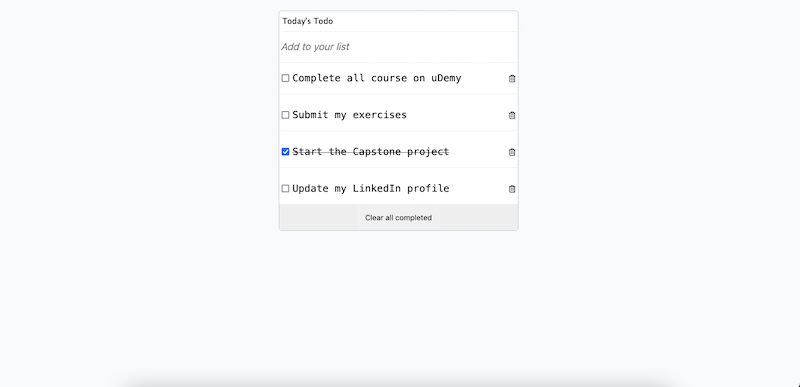 Today's Todo
Add to your list
Complete all course on uDemy
Submit my exercises
Start the Capstone project
Update my LinkedIn profile
Clear all completed